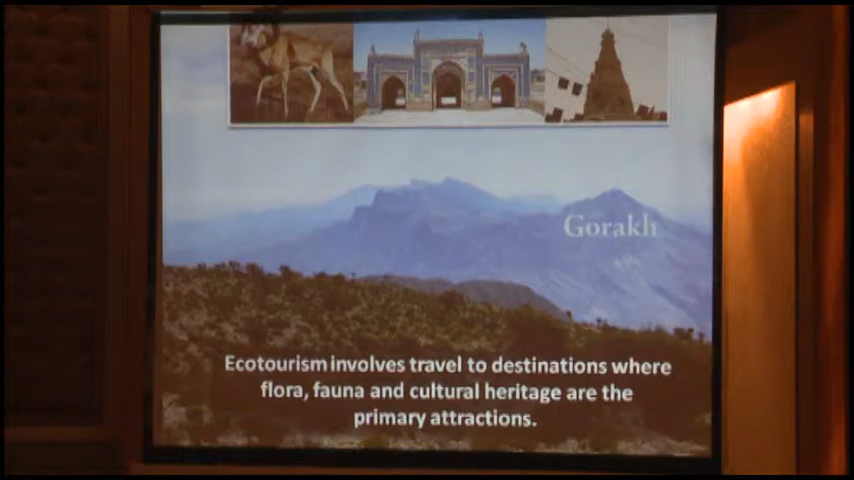 Gorakh
Ecotourism involves travel to destinations where
flora, fauna and cultural heritage are the
primary attractions.